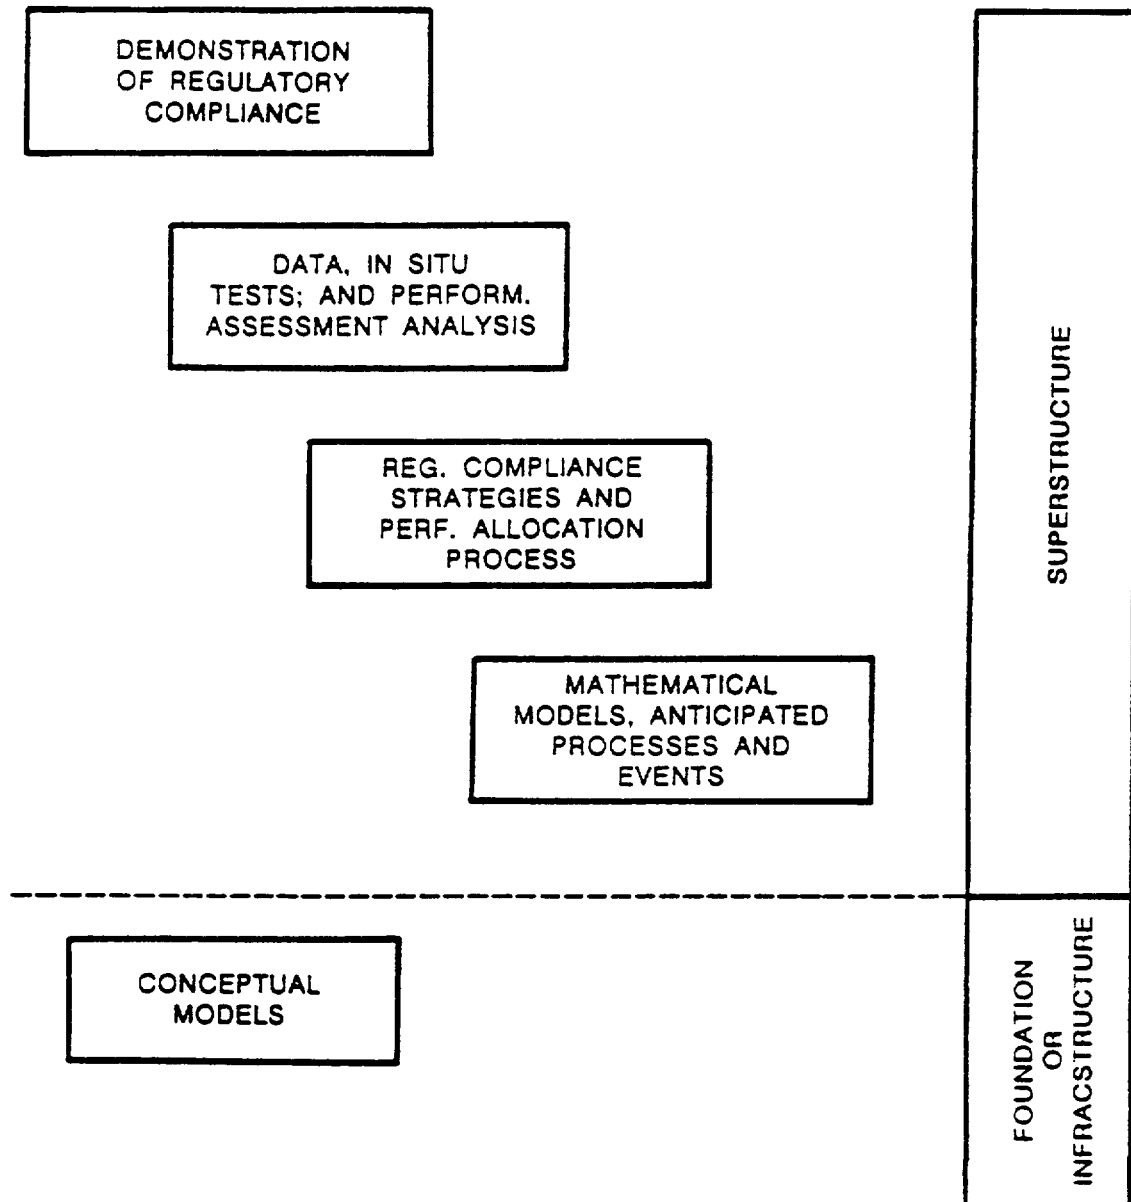 DEMONSTRATION
OF REGULATORY
COMPLIANCE
DATA, IN SITU
TESTS; AND PERFORM.
ASSESSMENT ANALYSIS
REG. COMPLIANCE
STRATEGIES AND
PERF. ALLOCATION
PROCESS
MATHEMATICAL
MODELS, ANTICIPATED
PROCESSES AND
EVENTS
SUPERSTRUCTURE
CONCEPTUAL
MODELS
FOUNDATION
OR
INFRACSTRUCTURE